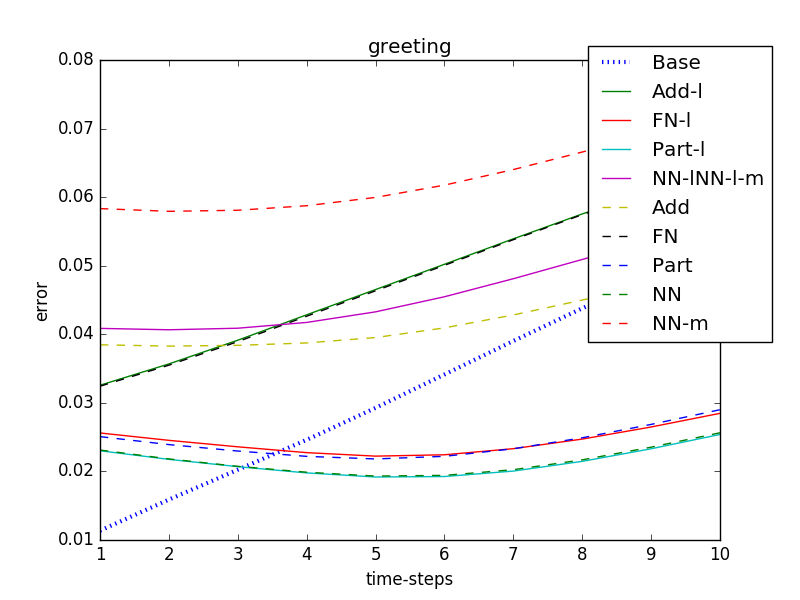 greeting
0.08
0.07
0.06
0.05
0.04
0.03
0.02
0.01
error
1 2 3 4 5 6 7 8 9 10
time-steps
Base
Add-l
FN-l
Part-l
NN-lNN-l-m
Add
FN
Part
NN
NN-m